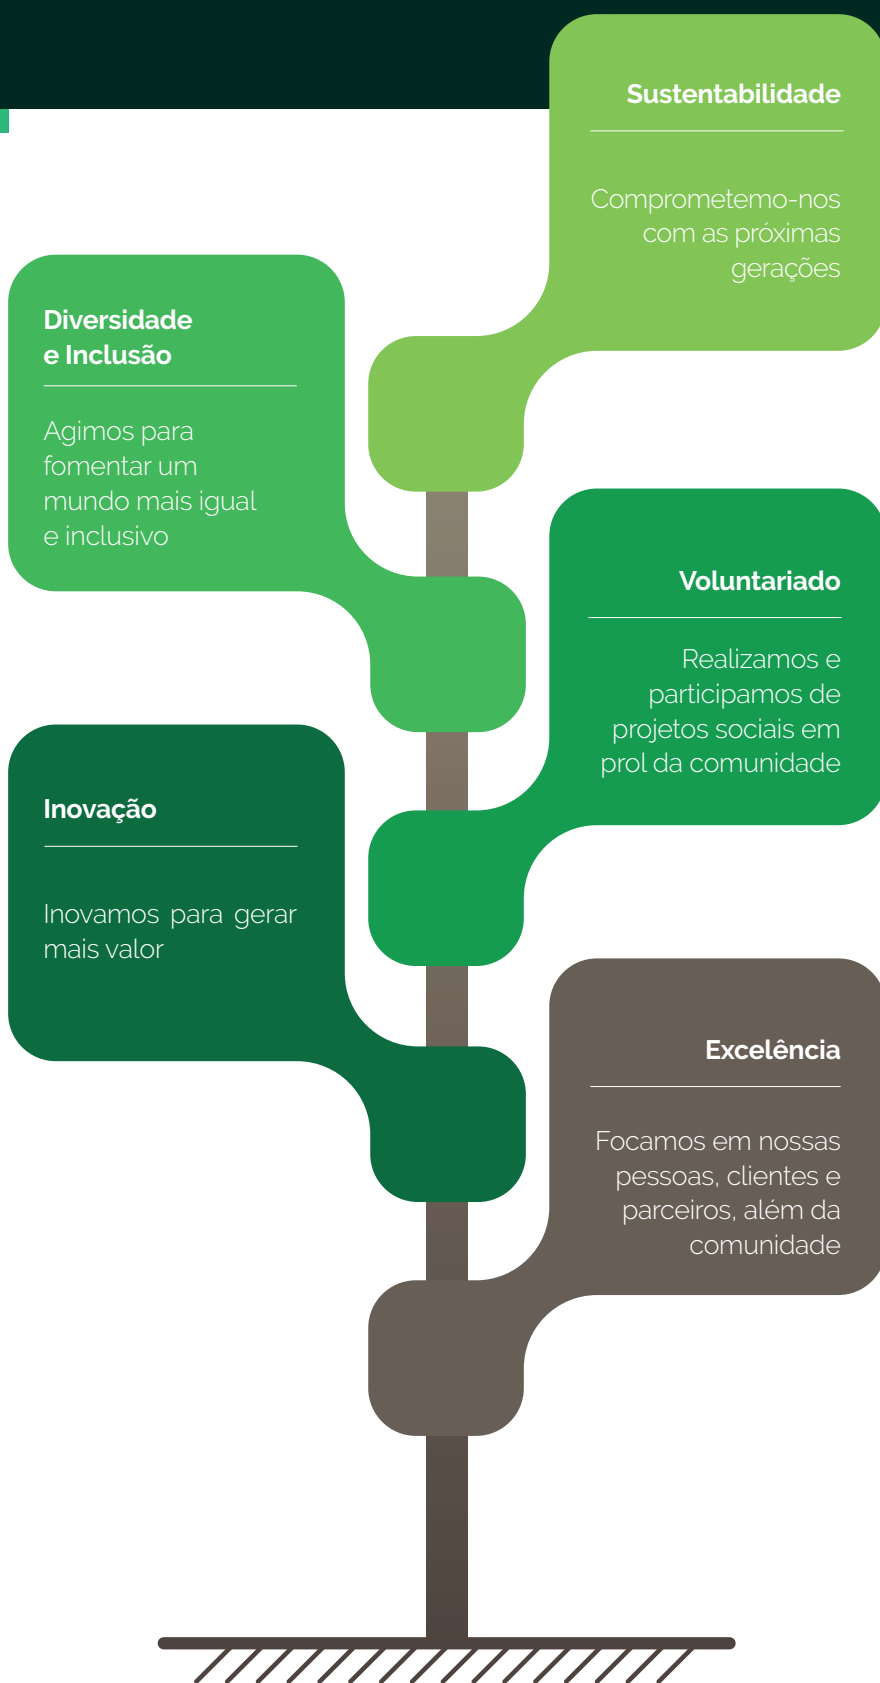 Sustentabilidade
Comprometemo-nos
com as próximas
gerações
Diversidade
e Inclusão
Agimos para
fomentar um
mundo mais igual
e inclusivo
Voluntariado
Realizamos e
participamos de
projetos sociais em
prol da comunidade
Inovação
Inovamos para gerar
mais valor
Excelência
Focamos em nossas
pessoas, clientes e
parceiros, além da
comunidade